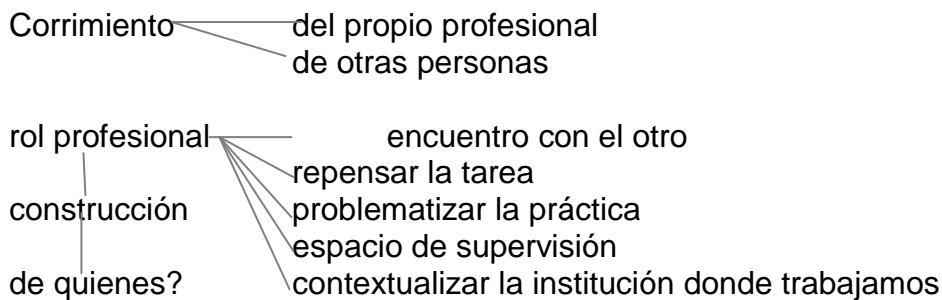 Corrimiento del propio profesional
de otras personas
rol profesional encuentro con el otro
repensar la tarea
construcción problematizar la práctica
espacio de supervisión
de quienes? contextualizar la institución donde trabajamos